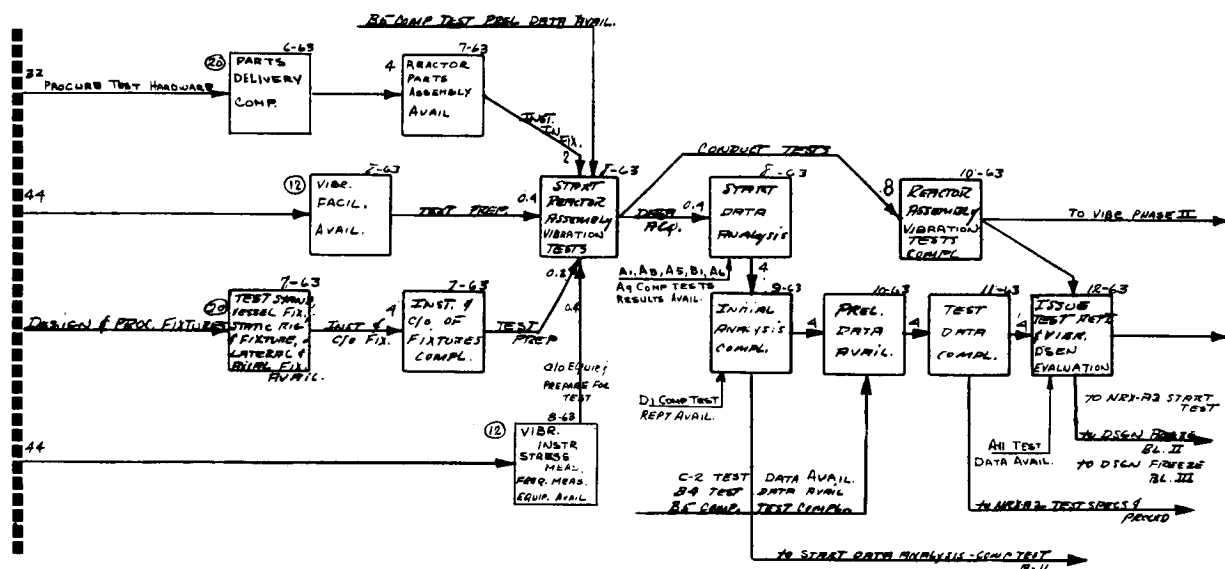 B5 COMP TEST PREL DATA AVAIL.
32
PROCURE TEST HARDWARE
20
6-63
PARTS
DELIVERY
COMP.
4
7-63
REACTOR
PARTS
ASSEMBLY
AVAIL
INST.
IN
FIX.
2
44
12
2-63
VIBR.
FACIL.
AVAIL.
TEST PREP.
0.4
8-63
START
REACTOR
ASSEMBLY
VIBRATION
TESTS
CONDUCT TESTS
DATA
ACQ.
0.4
8-63
START
DATA
ANALYSIS
8
10-63
REACTOR
ASSEMBLY
VIBRATION
TESTS
COMPL
TO VIBR PHASE II
DESIGN & PROC. FIXTURES
20
7-63
TEST STAND,
VESSEL FIX,
STATIC RIG
& FIXTURE, &
LATERAL &
AXIAL FIX.
AVAIL.
INST &
C/O FIX.
4
7-63
INST. &
C/O OF
FIXTURES
COMPL.
TEST
PREP
0.2
0.4
C/O EQUIP &
PREPARE FOR
TEST
44
12
8-63
VIBR.
INSTR
STRESS
MEAS.
FREQ. MEAS.
EQUIP. AVAIL
A1, A3, A5, B1, A6
A9 COMP TESTS
RESULTS AVAIL.
4
9-63
INITIAL
ANALYSIS
COMPL.
D1 COMP TEST
REPT AVAIL.
4
10-63
PREL.
DATA
AVAIL.
4
11-63
TEST
DATA
COMPL.
4
12-63
ISSUE
TEST REPT
& VIBR.
DSGN
EVALUATION
A11 TEST
DATA AVAIL.
TO NRX-A2 START
TEST
TO DSGN FREEZE
BL. II
TO DSGN FREEZE
BL. III
C-2 TEST DATA AVAIL.
B4 TEST DATA AVAIL
B5 COMP. TEST COMPL.
TO NRX-A2 TEST SPECS &
PROCED
TO START DATA ANALYSIS-COMP TEST